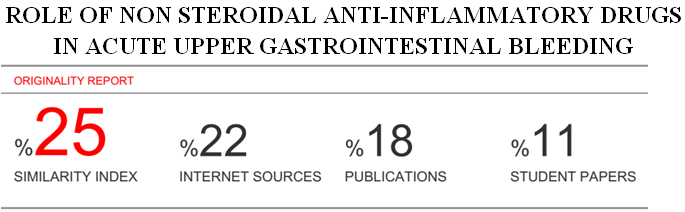 ROLE OF NON STEROIDAL ANTI-INFLAMMATORY DRUGS
IN ACUTE UPPER GASTROINTESTINAL BLEEDING
ORIGINALITY REPORT
%25 %22 %18 %11
SIMILARITY INDEX INTERNET SOURCES PUBLICATIONS STUDENT PAPERS